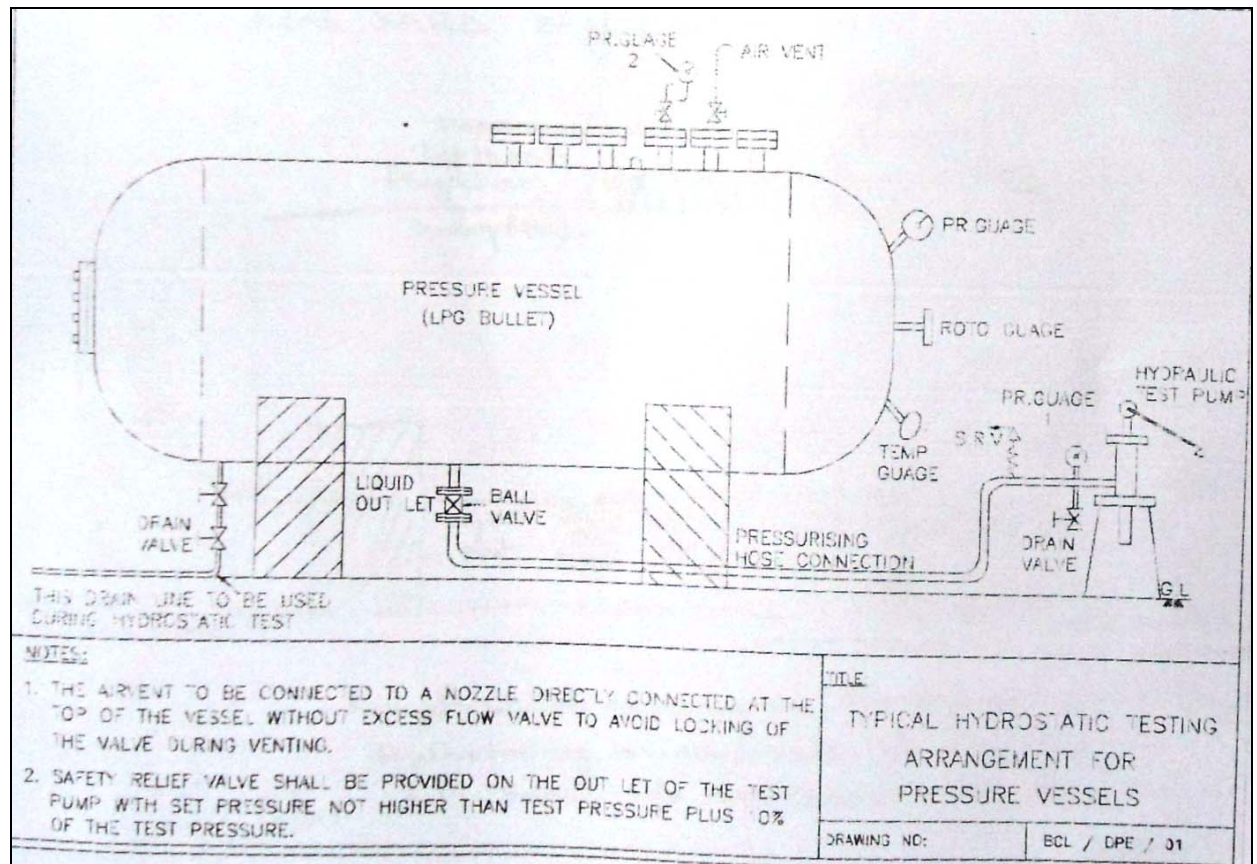 PR.GUAGE
2
AIR VENT
PR.GUAGE
PRESSURE VESSEL
(LPG BULLET)
ROTO GUAGE
HYDRAULIC
TEST PUMP
PR.GUAGE
S.R.V
TEMP
GUAGE
LIQUID
OUT LET
BALL
VALVE
DRAIN
VALVE
PRESSURISING
HOSE CONNECTION
DRAIN
VALVE
G.L
THIS DRAIN LINE TO BE USED
DURING HYDROSTATIC TEST
NOTES:
1. THE AIRVENT TO BE CONNECTED TO A NOZZLE DIRECTLY CONNECTED AT THE
TOP OF THE VESSEL WITHOUT EXCESS FLOW VALVE TO AVOID LOCKING OF
THE VALVE DURING VENTING.
2. SAFETY RELIEF VALVE SHALL BE PROVIDED ON THE OUT LET OF THE TEST
PUMP WITH SET PRESSURE NOT HIGHER THAN TEST PRESSURE PLUS 10%
OF THE TEST PRESSURE.
TITLE
TYPICAL HYDROSTATIC TESTING
ARRANGEMENT FOR
PRESSURE VESSELS
DRAWING NO:
BCL / DPE / 01